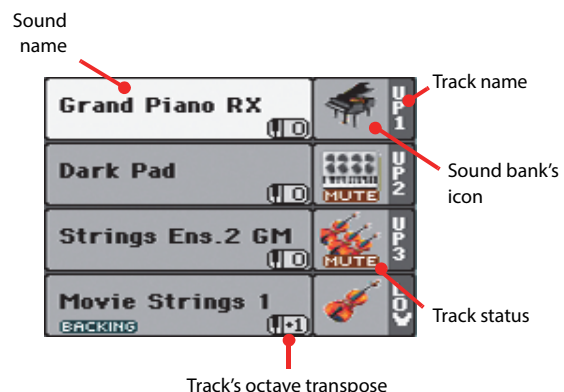 Sound
name
Track name
Grand Piano RX
0
UP1
Dark Pad
0
MUTE
UP2
Sound bank's
icon
Strings Ens.2 GM
0
MUTE
UP3
Movie Strings 1
BACKING
+1
LOW
Track status
Track's octave transpose